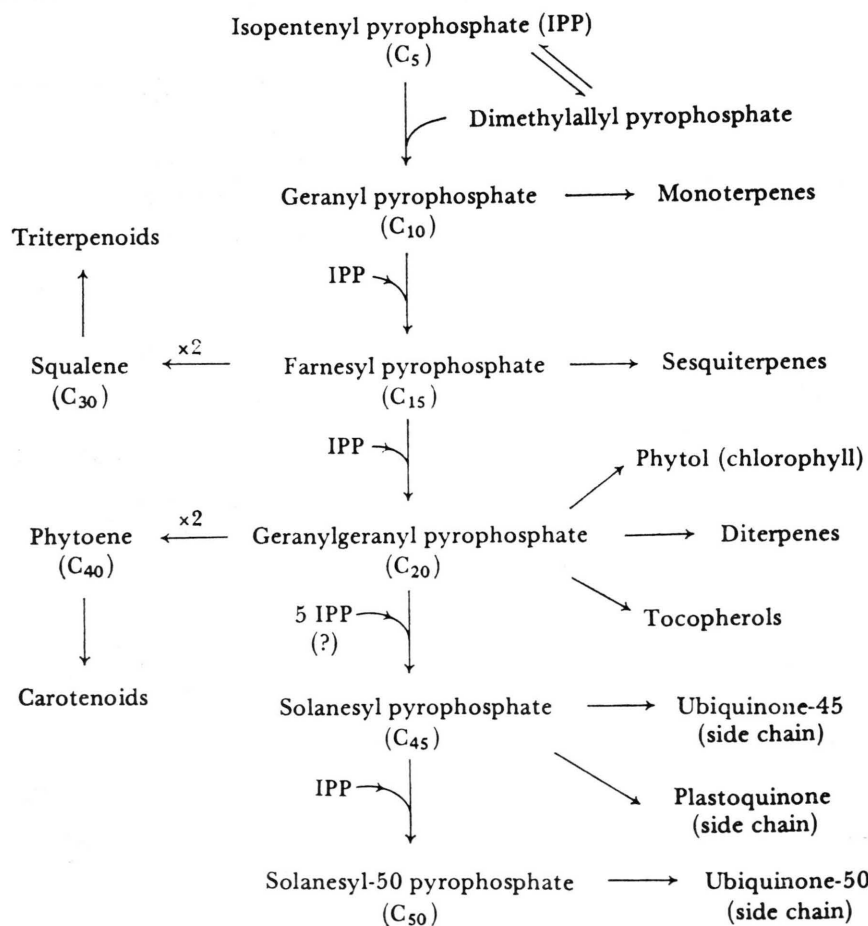 Isopentenyl pyrophosphate (IPP)
(C₅)
Dimethylallyl pyrophosphate
Geranyl pyrophosphate
(C₁₀)
Monoterpenes
Triterpenoids
IPP
Squalene
(C₃₀)
×2
Farnesyl pyrophosphate
(C₁₅)
Sesquiterpenes
IPP
Phytol (chlorophyll)
Phytoene
(C₄₀)
×2
Geranylgeranyl pyrophosphate
(C₂₀)
Diterpenes
5 IPP
(?)
Tocopherols
Carotenoids
Solanesyl pyrophosphate
(C₄₅)
Ubiquinone-45
(side chain)
IPP
Plastoquinone
(side chain)
Solanesyl-50 pyrophosphate
(C₅₀)
Ubiquinone-50
(side chain)